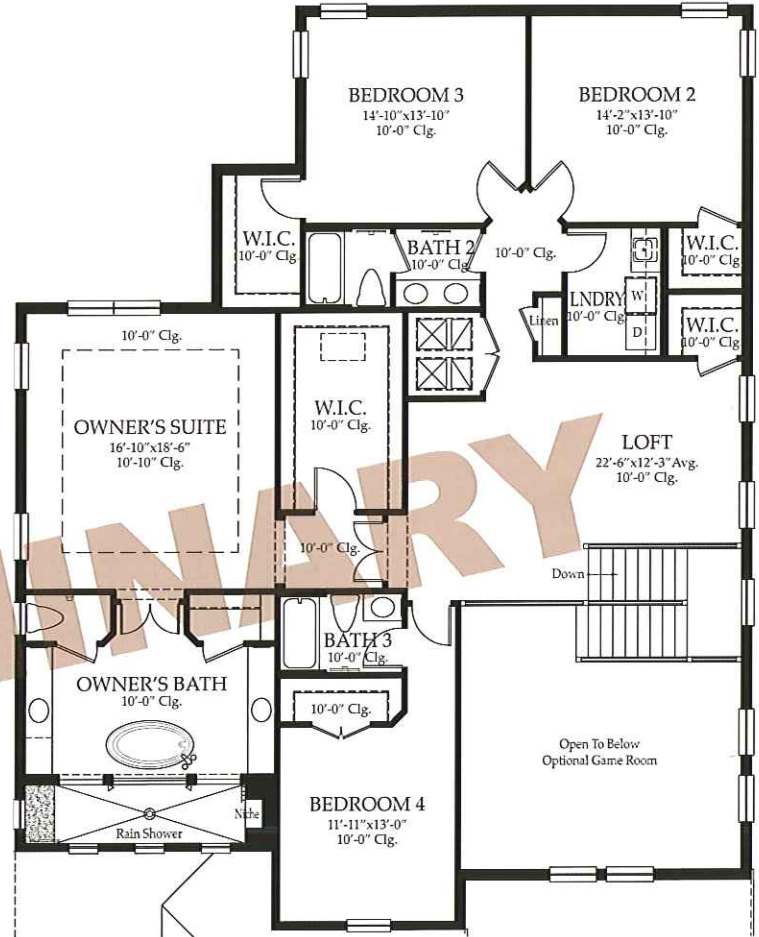 BEDROOM 3
14'-10"x13'-10"
10'-0" Clg.
BEDROOM 2
14'-2"x13'-10"
10'-0" Clg.
W.I.C.
10'-0" Clg
BATH 2
10'-0" Clg
10'-0" Clg.
LNDRY
10'-0" Clg.
W
D
Linen
W.I.C.
10'-0" Clg
W.I.C.
10'-0" Clg
10'-0" Clg.
OWNER'S SUITE
16'-10"x18'-6"
10'-10" Clg.
W.I.C.
10'-0" Clg.
LOFT
22'-6"x12'-3"Avg.
10'-0" Clg.
10'-0" Clg.
Down
INARY
BATH 3
10'-0" Clg.
OWNER'S BATH
10'-0" Clg.
10'-0" Clg.
Open To Below
Optional Game Room
BEDROOM 4
11'-11"x13'-0"
10'-0" Clg.
Niche
Rain Shower